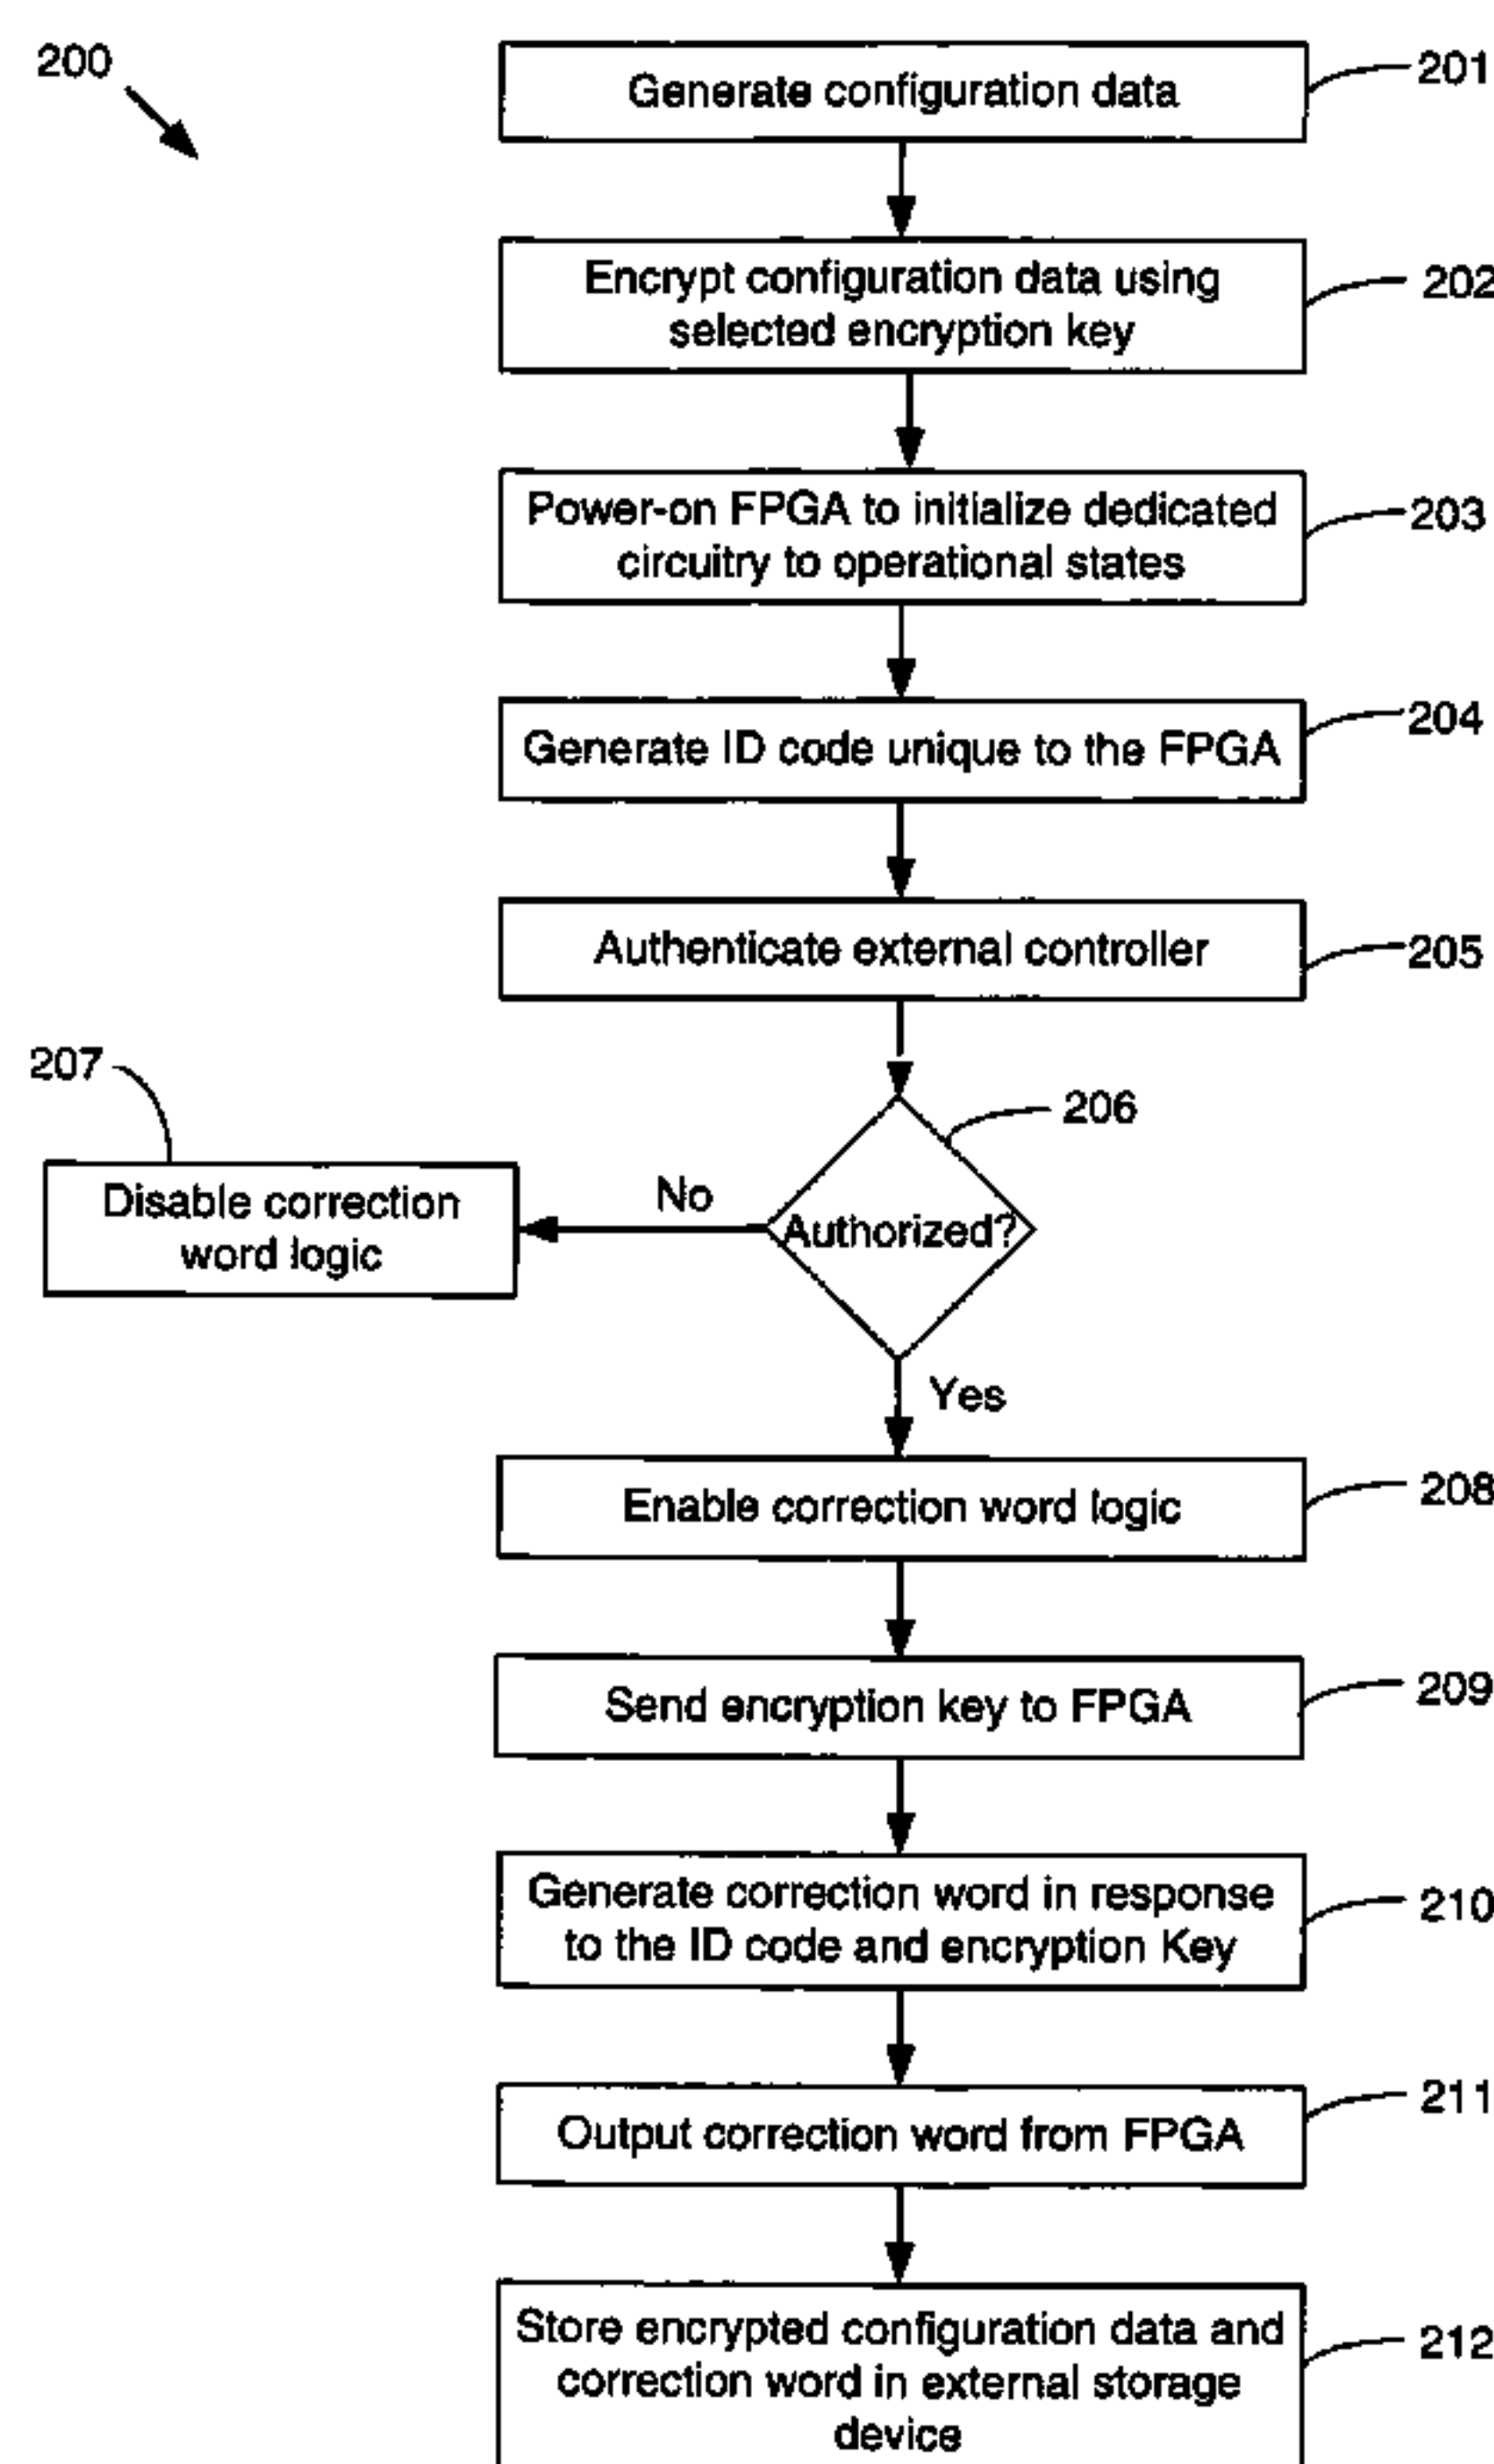 200
Generate configuration data
201
Encrypt configuration data using
selected encryption key
202
Power-on FPGA to initialize dedicated
circuitry to operational states
203
Generate ID code unique to the FPGA
204
Authenticate external controller
205
207
206
Disable correction
word logic
No
Authorized?
Yes
Enable correction word logic
208
Send encryption key to FPGA
209
Generate correction word in response
to the ID code and encryption Key
210
Output correction word from FPGA
211
Store encrypted configuration data and
correction word in external storage
device
212